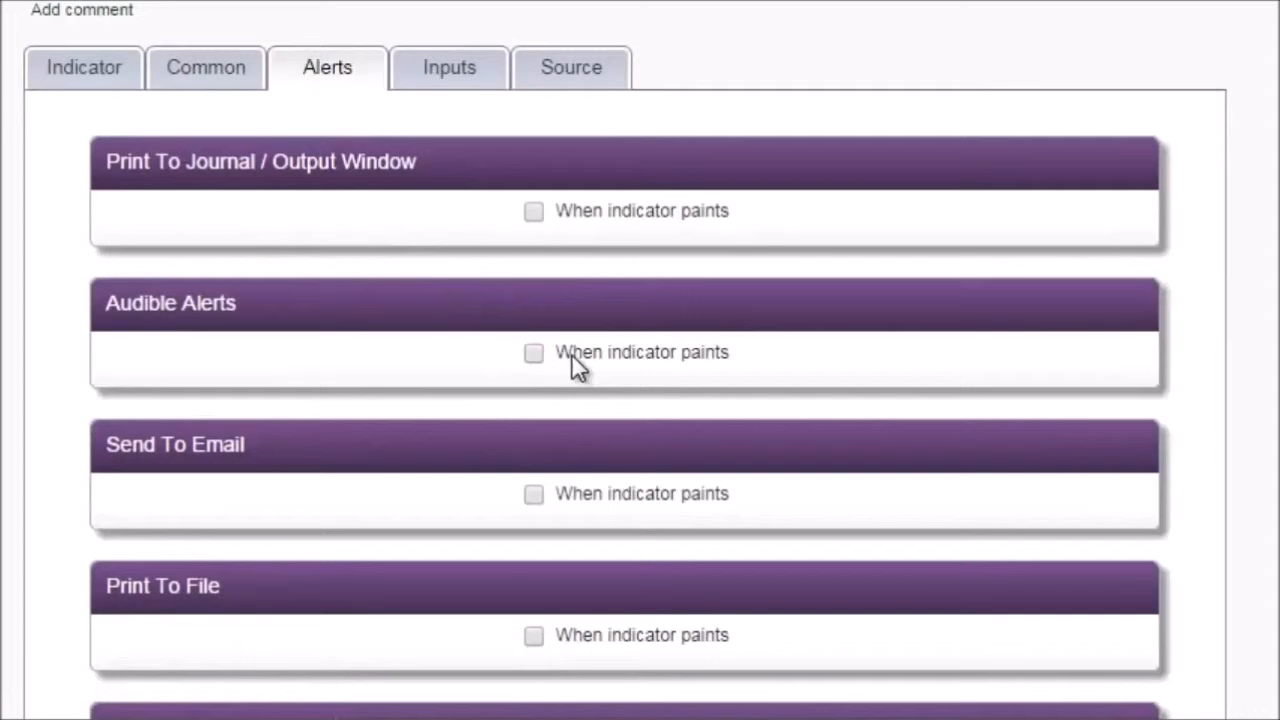 Add comment
Indicator Common Alerts Inputs Source
Print To Journal / Output Window
When indicator paints
Audible Alerts
When indicator paints
Send To Email
When indicator paints
Print To File
When indicator paints